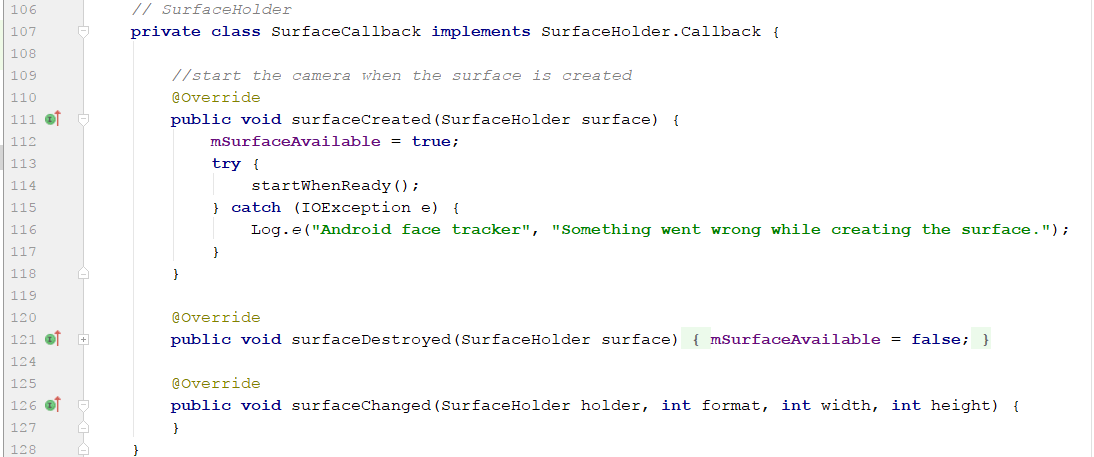 106 // SurfaceHolder
107 private class SurfaceCallback implements SurfaceHolder.Callback {
108
109 //start the camera when the surface is created
110 @Override
111 public void surfaceCreated(SurfaceHolder surface) {
112 mSurfaceAvailable = true;
113 try {
114 startWhenReady();
115 } catch (IOException e) {
116 Log.e("Android face tracker", "Something went wrong while creating the surface.");
117 }
118 }
119
120 @Override
121 public void surfaceDestroyed(SurfaceHolder surface) { mSurfaceAvailable = false; }
124
125 @Override
126 public void surfaceChanged(SurfaceHolder holder, int format, int width, int height) {
127 }
128 }